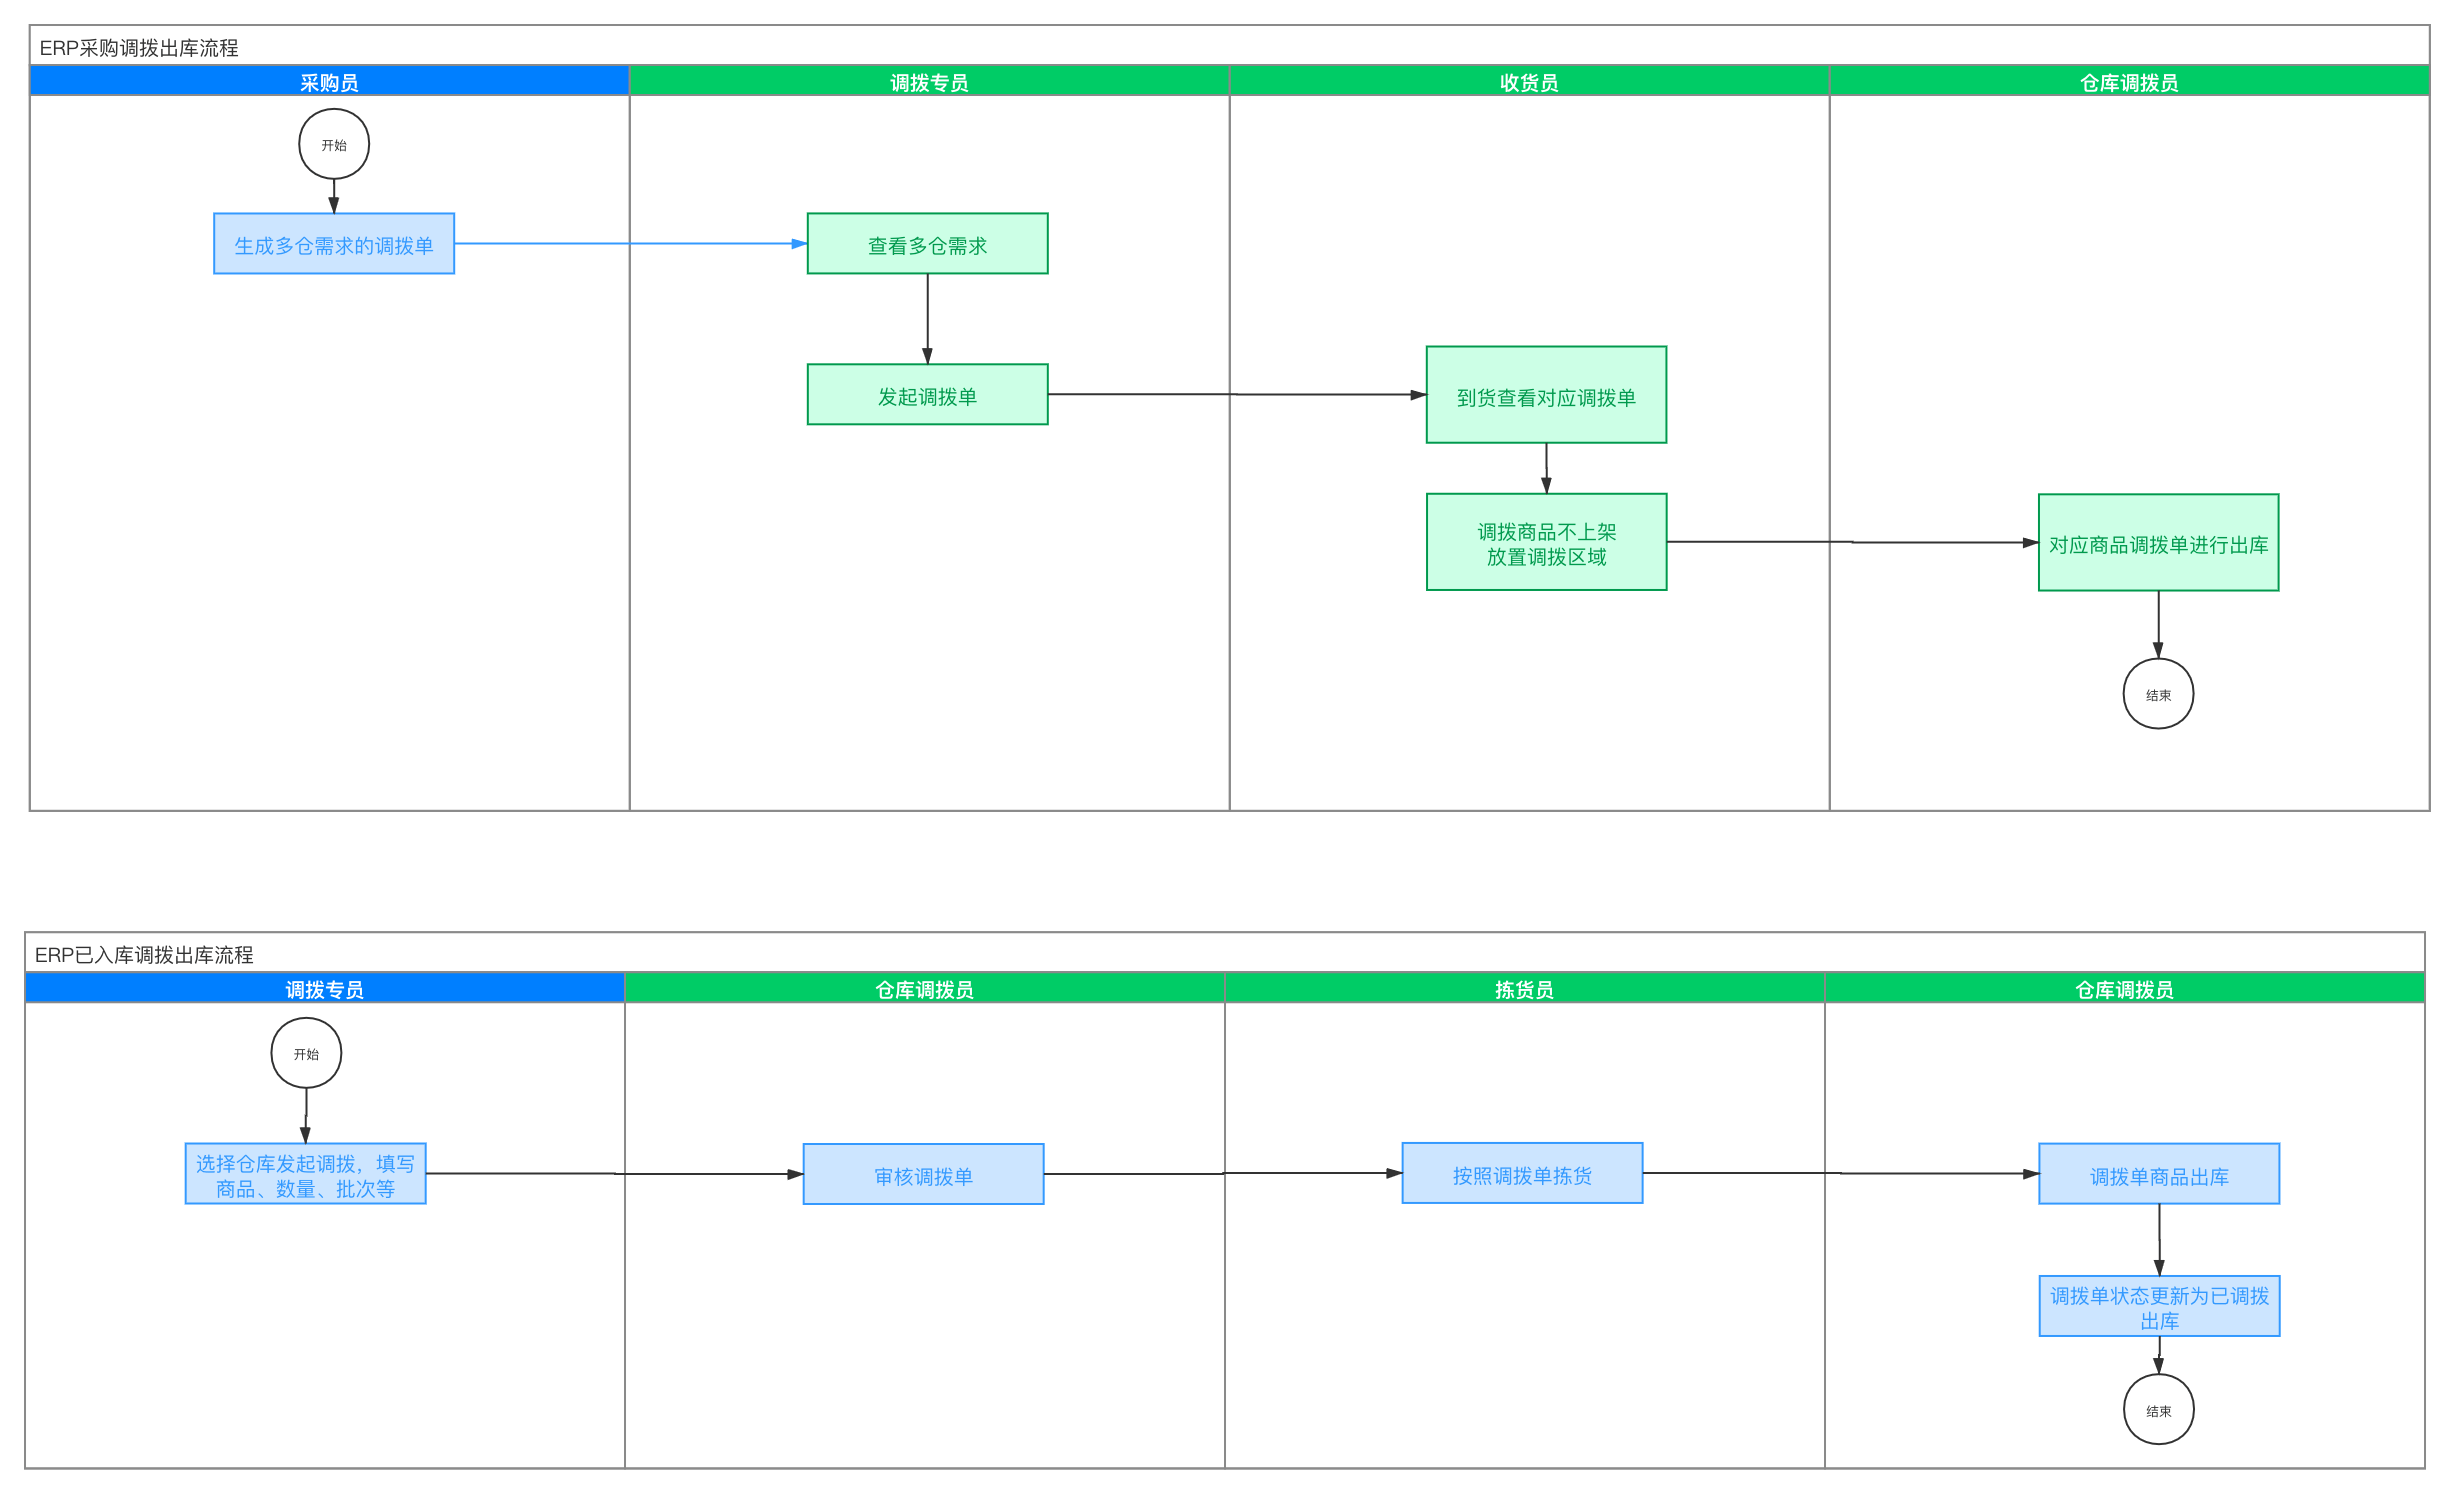 ERP采购调拨出库流程
采购员
调拨专员
收货员
仓库调拨员
开始
生成多仓需求的调拨单
查看多仓需求
发起调拨单
到货查看对应调拨单
调拨商品不上架
放置调拨区域
对应商品调拨单进行出库
结束
ERP已入库调拨出库流程
调拨专员
仓库调拨员
拣货员
仓库调拨员
开始
选择仓库发起调拨，填写
商品、数量、批次等
审核调拨单
按照调拨单拣货
调拨单商品出库
调拨单状态更新为已调拨
出库
结束